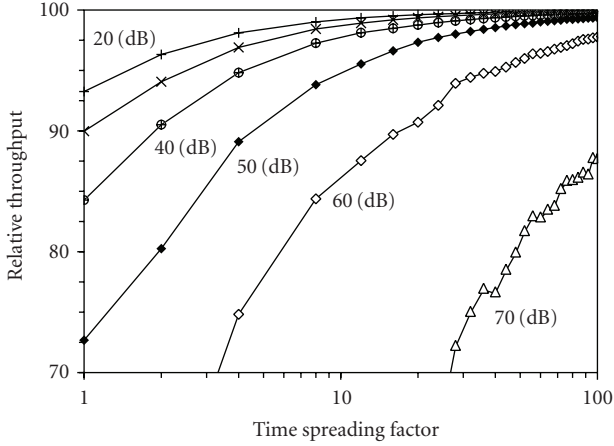 100
90
80
70
Relative throughput
20 (dB)
40 (dB)
50 (dB)
60 (dB)
70 (dB)
1
10
100
Time spreading factor